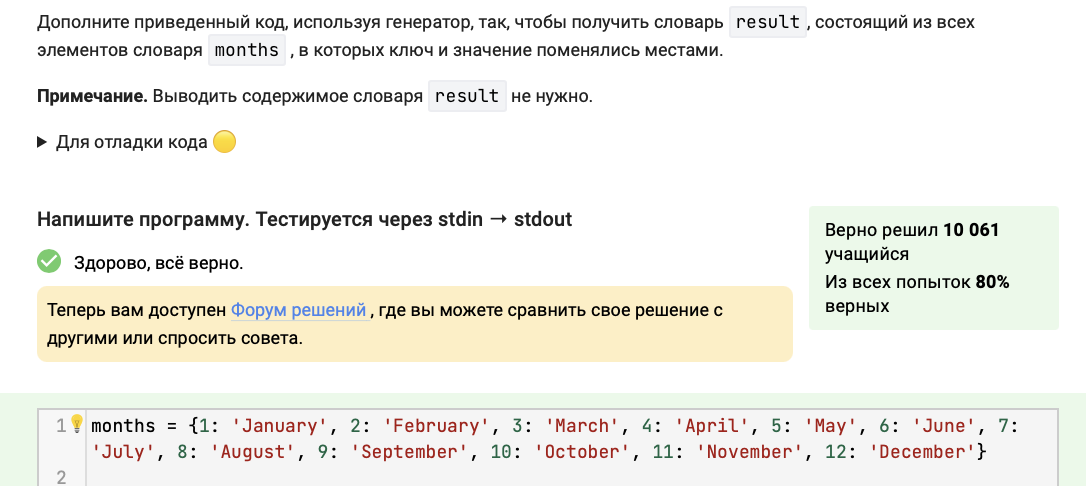 Дополните приведенный код, используя генератор, так, чтобы получить словарь result, состоящий из всех
элементов словаря months , в которых ключ и значение поменялись местами.
Примечание. Выводить содержимое словаря result не нужно.
Для отладки кода
Напишите программу. Тестируется через stdin → stdout
Здорово, всё верно.
Теперь вам доступен Форум решений , где вы можете сравнить свое решение с
другими или спросить совета.
Верно решил 10 061
учащийся
Из всех попыток 80%
верных
1 months = {1: 'January', 2: 'February', 3: 'March', 4: 'April', 5: 'May', 6: 'June', 7:
'July', 8: 'August', 9: 'September', 10: 'October', 11: 'November', 12: 'December'}
2